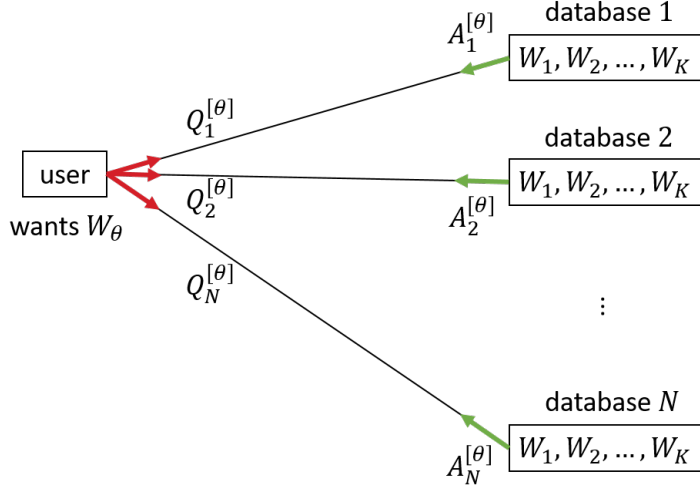 database 1
A_1^{[θ]}
W_1, W_2, …, W_K
Q_1^{[θ]}
database 2
user
W_1, W_2, …, W_K
Q_2^{[θ]}
A_2^{[θ]}
wants W_θ
Q_N^{[θ]}
⋮
database N
W_1, W_2, …, W_K
A_N^{[θ]}